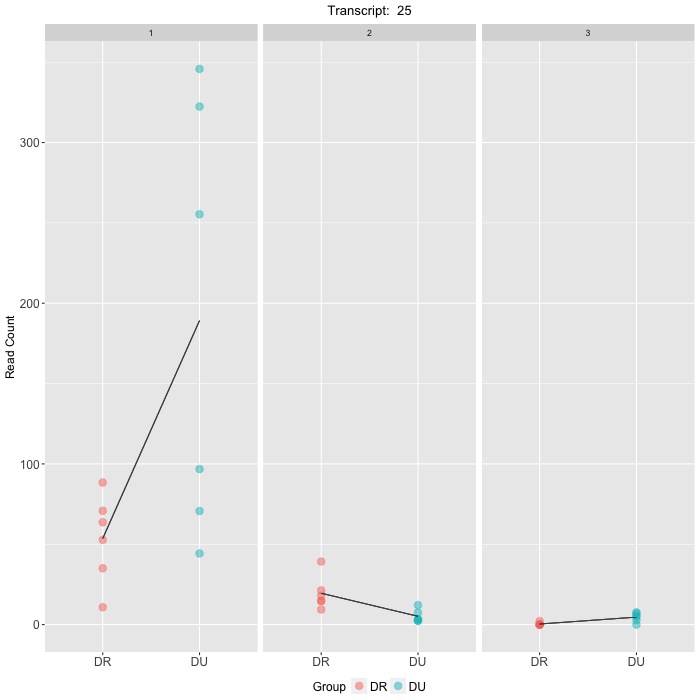 Transcript:  25
1 2 3
300
200
100
0
Read Count
DR DU DR DU DR DU
Group DR DU